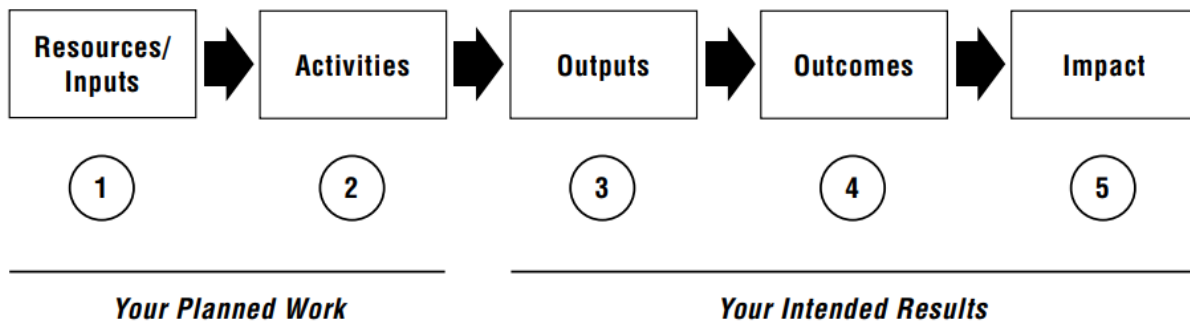 Resources/
Inputs
Activities
Outputs
Outcomes
Impact
1
2
3
4
5
Your Planned Work
Your Intended Results